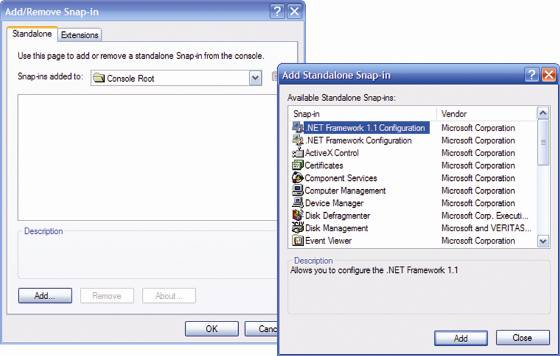 Add/Remove Snap-in
Standalone
Extensions
Use this page to add or remove a standalone Snap-in from the console.
Snap-ins added to:
Console Root
Description
Add...
Remove
About...
OK
Add Standalone Snap-in
Available Standalone Snap-ins:
Snap-in Vendor
.NET Framework 1.1 Configuration Microsoft Corporation
.NET Framework Configuration Microsoft Corporation
ActiveX Control
Certificates Microsoft Corporation
Component Services Microsoft Corporation
Computer Management Microsoft Corporation
Device Manager Microsoft Corporation
Disk Defragmenter Microsoft Corp. Executi...
Disk Management Microsoft and VERITAS...
Event Viewer Microsoft Corporation
Description
Allows you to configure the .NET Framework 1.1
Add
Close